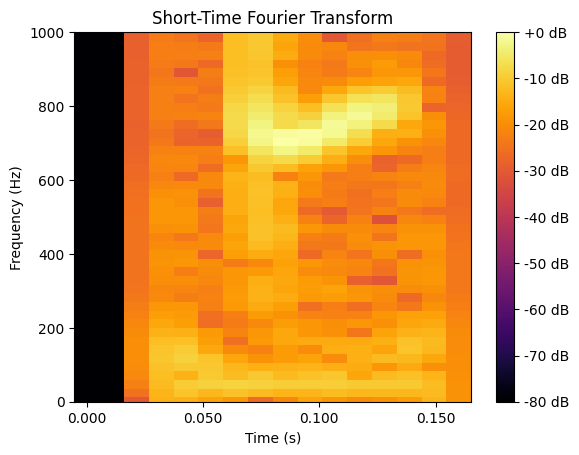 Short-Time Fourier Transform
1000
800
600
400
200
0
Frequency (Hz)
0.000
0.050
0.100
0.150
Time (s)
+0 dB
-10 dB
-20 dB
-30 dB
-40 dB
-50 dB
-60 dB
-70 dB
-80 dB